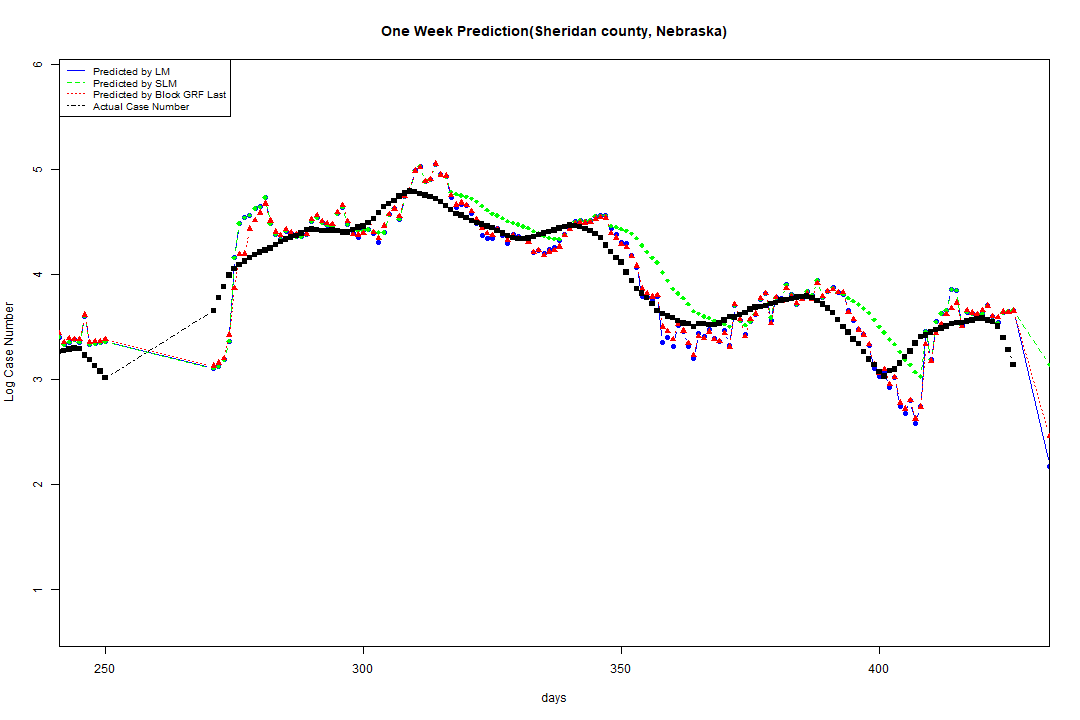 One Week Prediction(Sheridan county, Nebraska)
Predicted by LM
Predicted by SLM
Predicted by Block GRF Last
Actual Case Number
6
5
4
3
2
1
Log Case Number
250 300 350 400
days